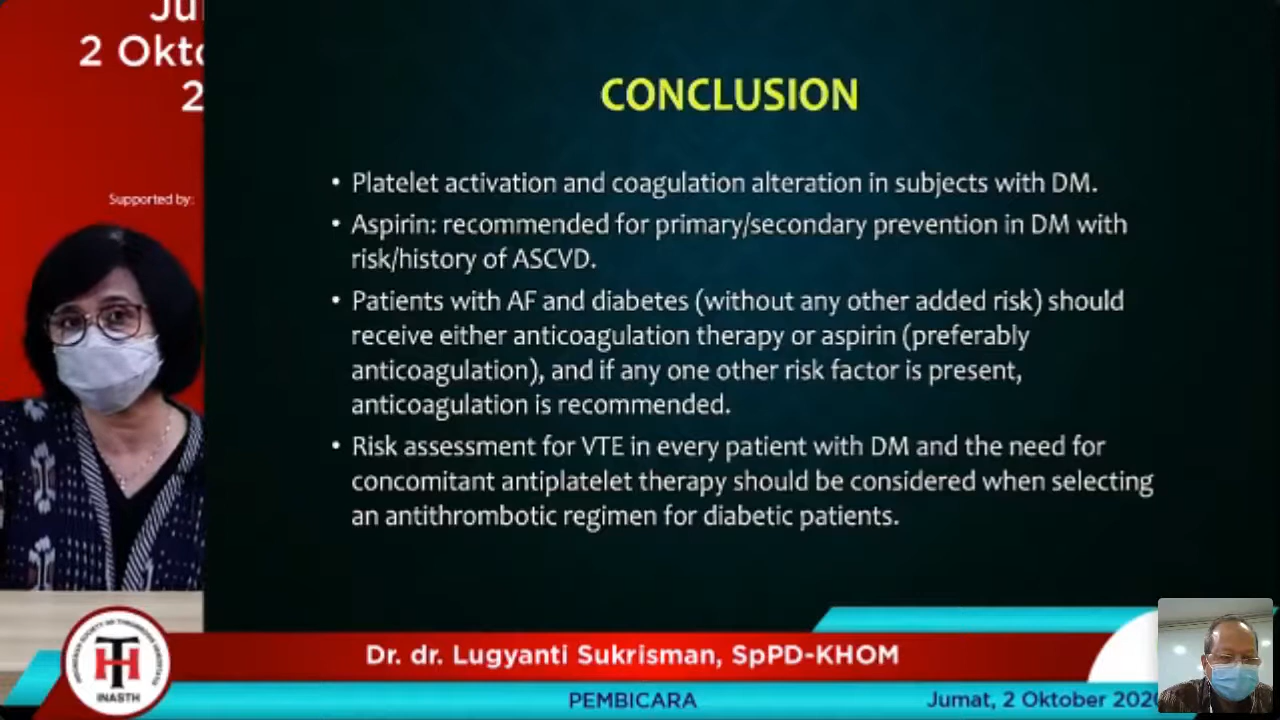 2
CONCLUSION
• Platelet activation and coagulation alteration in subjects with DM.
• Aspirin: recommended for primary/secondary prevention in DM with
risk/history of ASCVD.
• Patients with AF and diabetes (without any other added risk) should
receive either anticoagulation therapy or aspirin (preferably
anticoagulation), and if any one other risk factor is present,
anticoagulation is recommended.
• Risk assessment for VTE in every patient with DM and the need for
concomitant antiplatelet therapy should be considered when selecting
an antithrombotic regimen for diabetic patients.
Supported by:
INASTH
Dr. dr. Lugyanti Sukrisman, SpPD-KHOM
PEMBICARA
Jumat, 2 Oktober